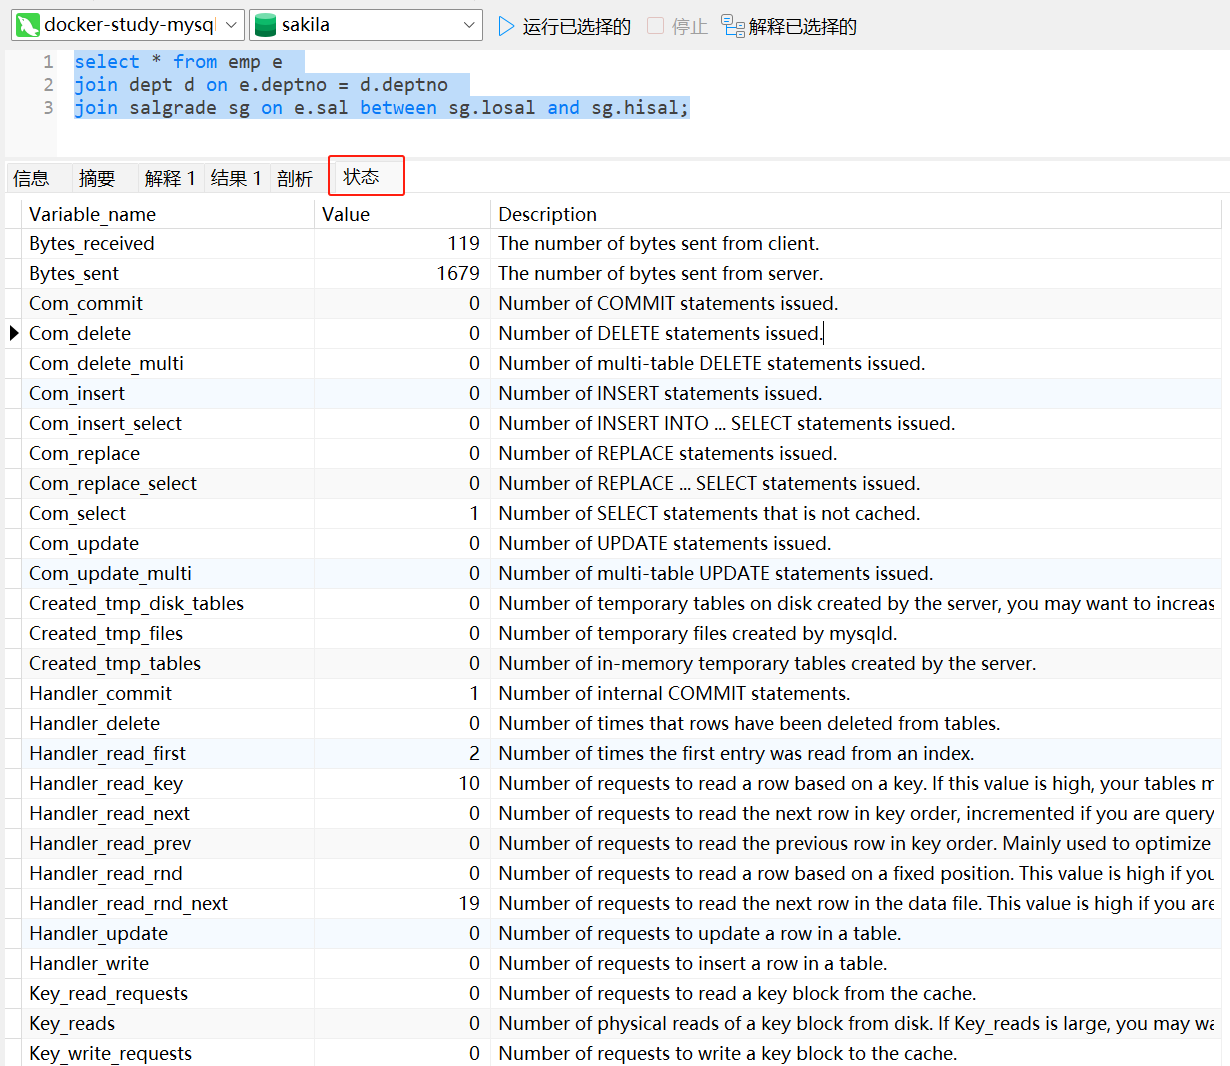 docker-study-mysql sakila 运行已选择的 停止 解释已选择的
1 select * from emp e
2 join dept d on e.deptno = d.deptno
3 join salgrade sg on e.sal between sg.losal and sg.hisal;
信息 摘要 解释 1 结果 1 剖析 状态
Variable_name Value Description
Bytes_received 119 The number of bytes sent from client.
Bytes_sent 1679 The number of bytes sent from server.
Com_commit 0 Number of COMMIT statements issued.
Com_delete 0 Number of DELETE statements issued.
Com_delete_multi 0 Number of multi-table DELETE statements issued.
Com_insert 0 Number of INSERT statements issued.
Com_insert_select 0 Number of INSERT INTO ... SELECT statements issued.
Com_replace 0 Number of REPLACE statements issued.
Com_replace_select 0 Number of REPLACE ... SELECT statements issued.
Com_select 1 Number of SELECT statements that is not cached.
Com_update 0 Number of UPDATE statements issued.
Com_update_multi 0 Number of multi-table UPDATE statements issued.
Created_tmp_disk_tables 0 Number of temporary tables on disk created by the server, you may want to increas
Created_tmp_files 0 Number of temporary files created by mysqld.
Created_tmp_tables 0 Number of in-memory temporary tables created by the server.
Handler_commit 1 Number of internal COMMIT statements.
Handler_delete 0 Number of times that rows have been deleted from tables.
Handler_read_first 2 Number of times the first entry was read from an index.
Handler_read_key 10 Number of requests to read a row based on a key. If this value is high, your tables m
Handler_read_next 0 Number of requests to read the next row in key order, incremented if you are query
Handler_read_prev 0 Number of requests to read the previous row in key order. Mainly used to optimize
Handler_read_rnd 0 Number of requests to read a row based on a fixed position. This value is high if you
Handler_read_rnd_next 19 Number of requests to read the next row in the data file. This value is high if you are
Handler_update 0 Number of requests to update a row in a table.
Handler_write 0 Number of requests to insert a row in a table.
Key_read_requests 0 Number of requests to read a key block from the cache.
Key_reads 0 Number of physical reads of a key block from disk. If Key_reads is large, you may wa
Key_write_requests 0 Number of requests to write a key block to the cache.